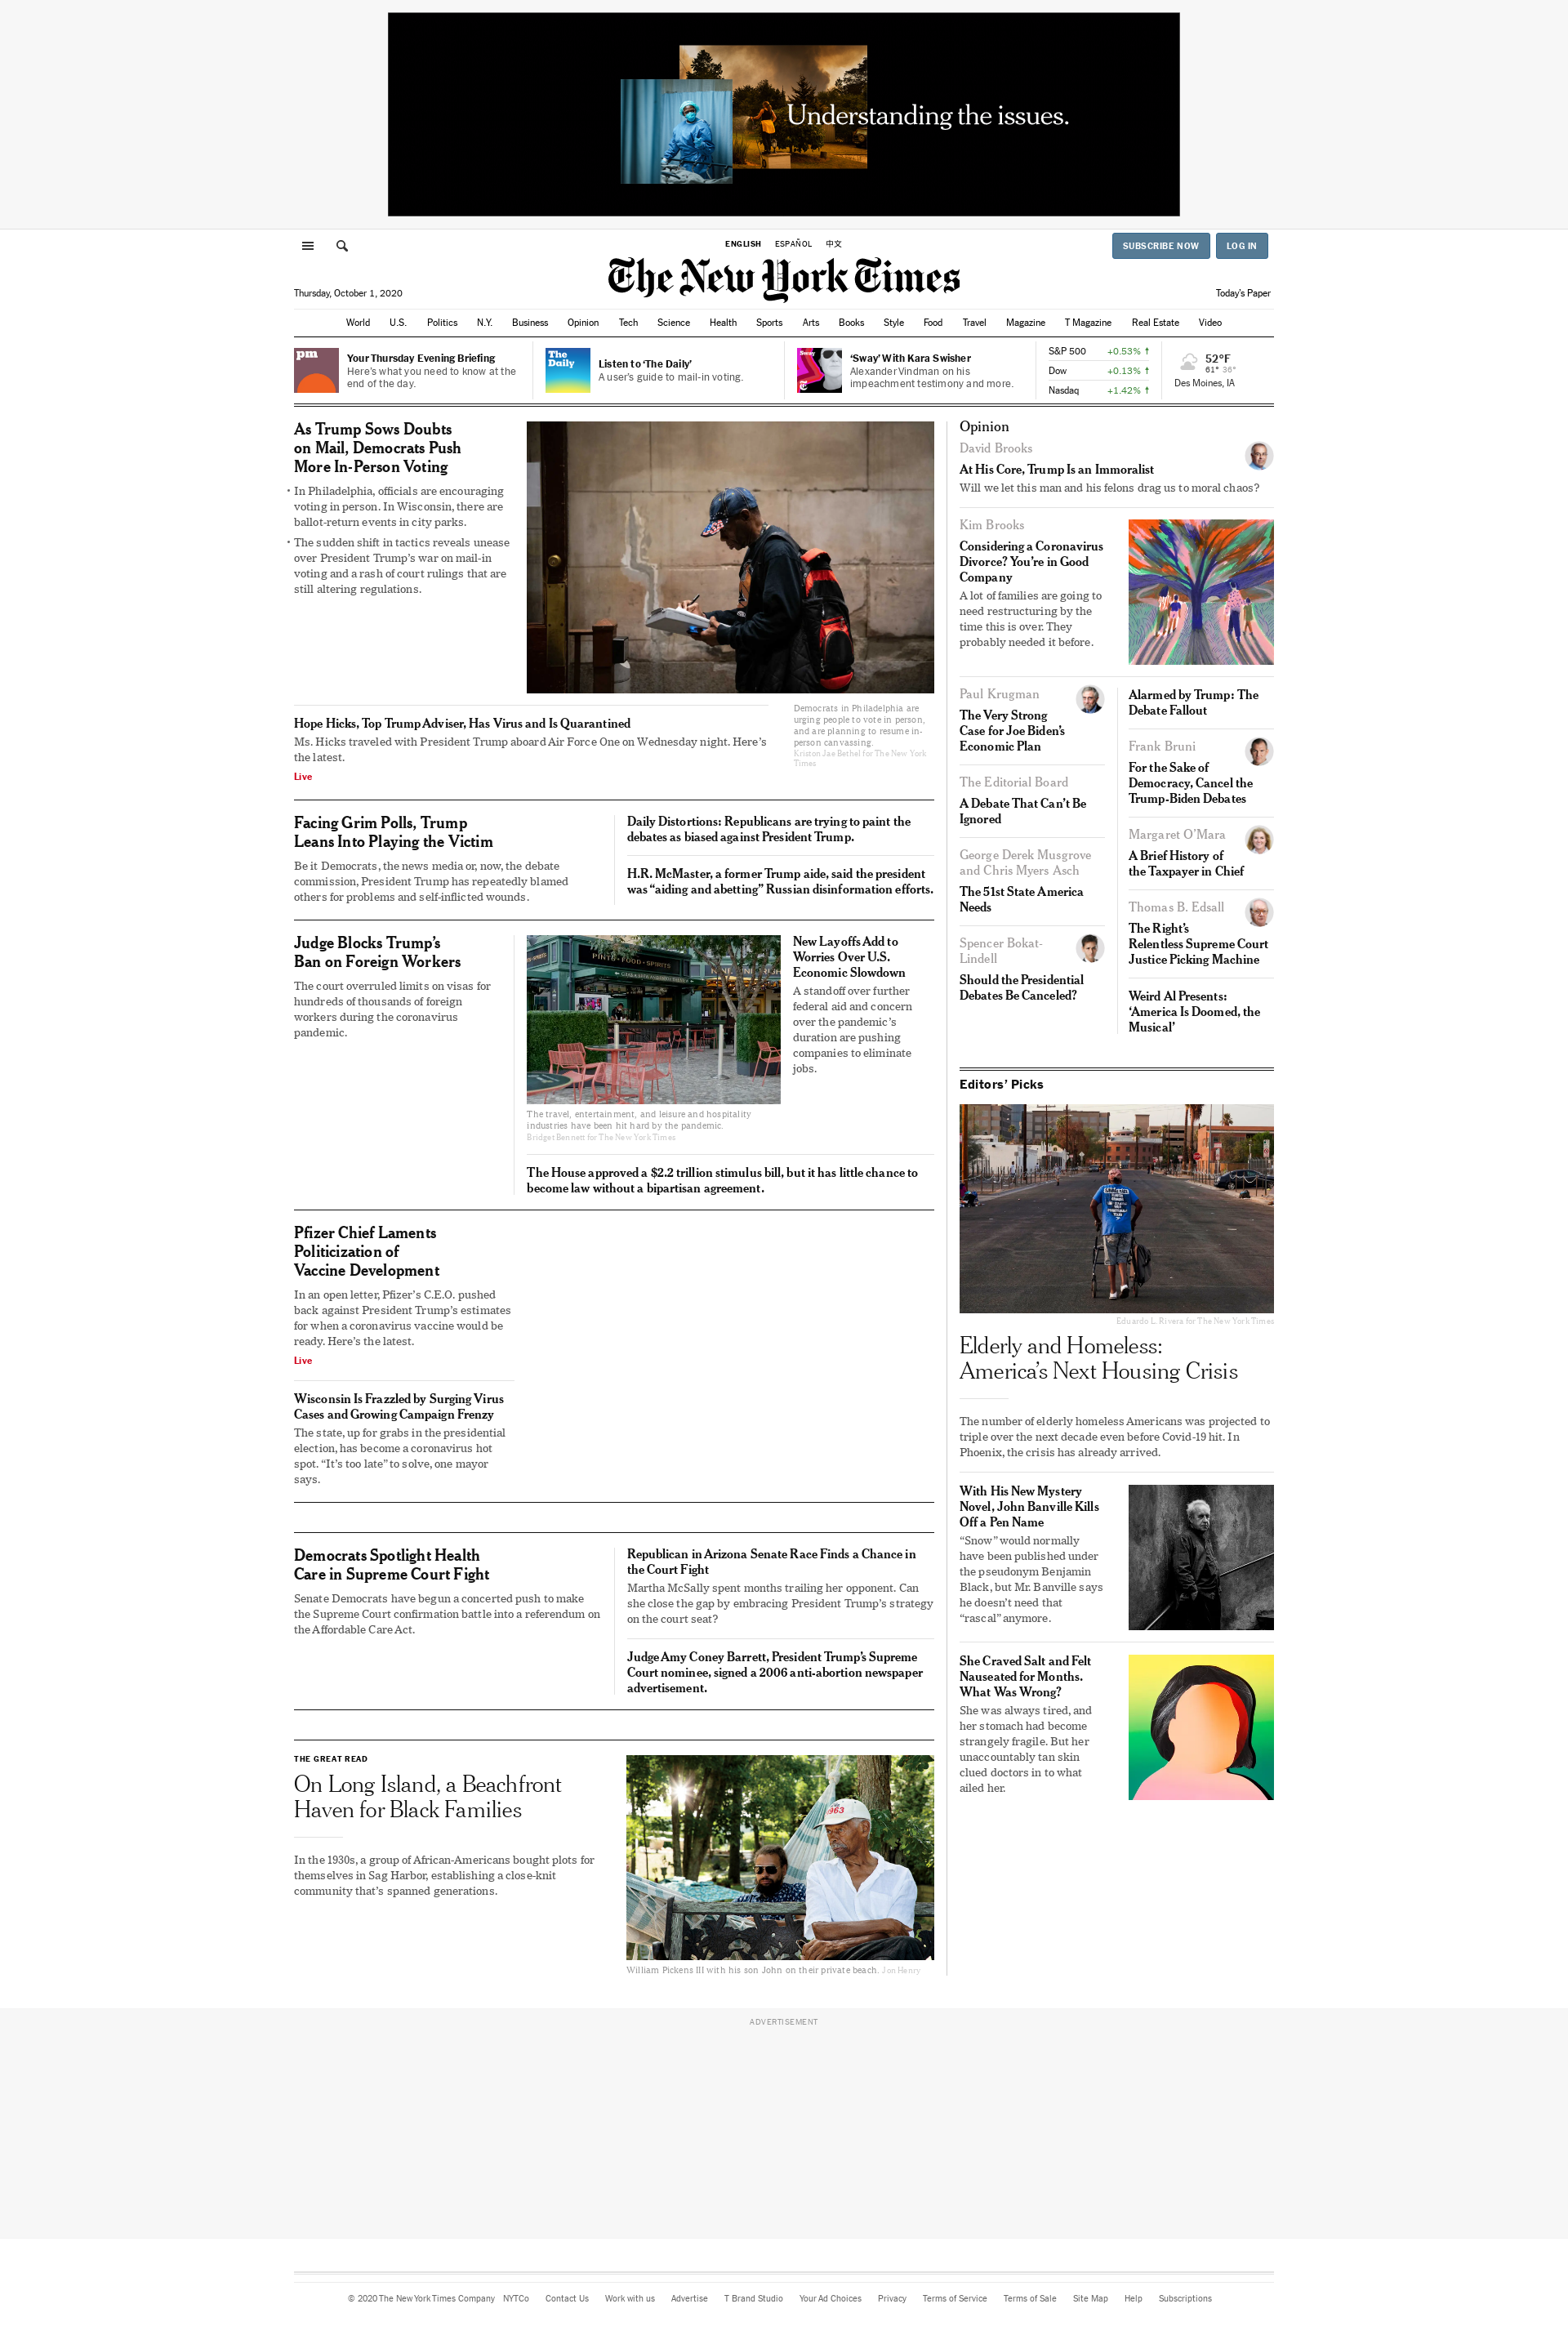 Understanding the issues.
ENGLISH ESPAÑOL 中文
SUBSCRIBE NOW LOG IN
The New York Times
Thursday, October 1, 2020
Today's Paper
World U.S. Politics N.Y. Business Opinion Tech Science Health Sports Arts Books Style Food Travel Magazine T Magazine Real Estate Video
pm
Your Thursday Evening Briefing
Here's what you need to know at the
end of the day.
The
Daily
Listen to ‘The Daily’
A user's guide to mail-in voting.
Sway
‘Sway’ With Kara Swisher
Alexander Vindman on his
impeachment testimony and more.
S&P 500 +0.53% ↑
Dow +0.13% ↑
Nasdaq +1.42% ↑
52°F
61° 36°
Des Moines, IA
As Trump Sows Doubts
on Mail, Democrats Push
More In-Person Voting
• In Philadelphia, officials are encouraging
voting in person. In Wisconsin, there are
ballot-return events in city parks.
• The sudden shift in tactics reveals unease
over President Trump’s war on mail-in
voting and a rash of court rulings that are
still altering regulations.
Democrats in Philadelphia are
urging people to vote in person,
and are planning to resume in-
person canvassing.
Kriston Jae Bethel for The New York
Times
Hope Hicks, Top Trump Adviser, Has Virus and Is Quarantined
Ms. Hicks traveled with President Trump aboard Air Force One on Wednesday night. Here’s
the latest.
Live
Facing Grim Polls, Trump
Leans Into Playing the Victim
Be it Democrats, the news media or, now, the debate
commission, President Trump has repeatedly blamed
others for problems and self-inflicted wounds.
Daily Distortions: Republicans are trying to paint the
debates as biased against President Trump.
H.R. McMaster, a former Trump aide, said the president
was “aiding and abetting” Russian disinformation efforts.
Judge Blocks Trump’s
Ban on Foreign Workers
The court overruled limits on visas for
hundreds of thousands of foreign
workers during the coronavirus
pandemic.
PINTS·FOOD·SPIRITS
The travel, entertainment, and leisure and hospitality
industries have been hit hard by the pandemic.
Bridget Bennett for The New York Times
New Layoffs Add to
Worries Over U.S.
Economic Slowdown
A standoff over further
federal aid and concern
over the pandemic’s
duration are pushing
companies to eliminate
jobs.
The House approved a $2.2 trillion stimulus bill, but it has little chance to
become law without a bipartisan agreement.
Pfizer Chief Laments
Politicization of
Vaccine Development
In an open letter, Pfizer’s C.E.O. pushed
back against President Trump’s estimates
for when a coronavirus vaccine would be
ready. Here’s the latest.
Live
Wisconsin Is Frazzled by Surging Virus
Cases and Growing Campaign Frenzy
The state, up for grabs in the presidential
election, has become a coronavirus hot
spot. “It’s too late” to solve, one mayor
says.
Democrats Spotlight Health
Care in Supreme Court Fight
Senate Democrats have begun a concerted push to make
the Supreme Court confirmation battle into a referendum on
the Affordable Care Act.
Republican in Arizona Senate Race Finds a Chance in
the Court Fight
Martha McSally spent months trailing her opponent. Can
she close the gap by embracing President Trump’s strategy
on the court seat?
Judge Amy Coney Barrett, President Trump’s Supreme
Court nominee, signed a 2006 anti-abortion newspaper
advertisement.
THE GREAT READ
On Long Island, a Beachfront
Haven for Black Families
In the 1930s, a group of African-Americans bought plots for
themselves in Sag Harbor, establishing a close-knit
community that’s spanned generations.
1963
William Pickens III with his son John on their private beach. Jon Henry
Opinion
David Brooks
At His Core, Trump Is an Immoralist
Will we let this man and his felons drag us to moral chaos?
Kim Brooks
Considering a Coronavirus
Divorce? You’re in Good
Company
A lot of families are going to
need restructuring by the
time this is over. They
probably needed it before.
Paul Krugman
The Very Strong
Case for Joe Biden’s
Economic Plan
The Editorial Board
A Debate That Can’t Be
Ignored
George Derek Musgrove
and Chris Myers Asch
The 51st State America
Needs
Spencer Bokat-
Lindell
Should the Presidential
Debates Be Canceled?
Alarmed by Trump: The
Debate Fallout
Frank Bruni
For the Sake of
Democracy, Cancel the
Trump-Biden Debates
Margaret O’Mara
A Brief History of
the Taxpayer in Chief
Thomas B. Edsall
The Right’s
Relentless Supreme Court
Justice Picking Machine
Weird Al Presents:
‘America Is Doomed, the
Musical’
Editors’ Picks
Eduardo L. Rivera for The New York Times
Elderly and Homeless:
America’s Next Housing Crisis
The number of elderly homeless Americans was projected to
triple over the next decade even before Covid-19 hit. In
Phoenix, the crisis has already arrived.
With His New Mystery
Novel, John Banville Kills
Off a Pen Name
“Snow” would normally
have been published under
the pseudonym Benjamin
Black, but Mr. Banville says
he doesn’t need that
“rascal” anymore.
She Craved Salt and Felt
Nauseated for Months.
What Was Wrong?
She was always tired, and
her stomach had become
strangely fragile. But her
unaccountably tan skin
clued doctors in to what
ailed her.
ADVERTISEMENT
© 2020 The New York Times Company NYTCo Contact Us Work with us Advertise T Brand Studio Your Ad Choices Privacy Terms of Service Terms of Sale Site Map Help Subscriptions